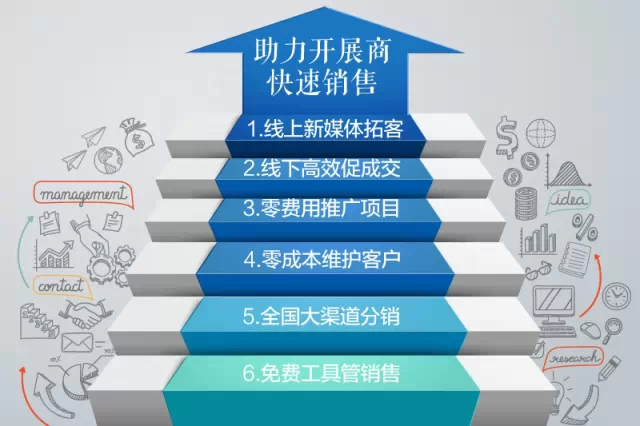 助力开展商
快速销售
1.线上新媒体拓客
2.线下高效促成交
3.零费用推广项目
4.零成本维护客户
5.全国大渠道分销
6.免费工具管销售
management
contact
idea
research